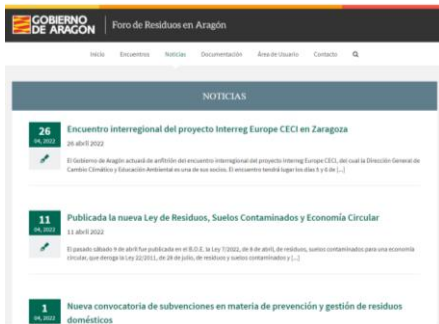 GOBIERNO
DE ARAGON
Foro de Residuos en Aragón
Inicio Encuentros Noticias Documentación Área de Usuario Contacto
NOTICIAS
26
04, 2022
Encuentro interregional del proyecto Interreg Europe CECI en Zaragoza
26 abril 2022
El Gobierno de Aragón actuará de anfitrión del encuentro interregional del proyecto Interreg Europe CECI, del cual la Dirección General de
Cambio Climático y Educación Ambiental es una de sus socios. El encuentro tendrá lugar los días 5 y 6 de [...]
11
04, 2022
Publicada la nueva Ley de Residuos, Suelos Contaminados y Economía Circular
11 abril 2022
El pasado sábado 9 de abril fue publicada en el B.O.E. la Ley 7/2022, de 8 de abril, de residuos, suelos contaminados para una economía
circular, que deroga la Ley 22/2011, de 28 de julio, de residuos y suelos contaminados y [...]
1
04, 2022
Nueva convocatoria de subvenciones en materia de prevención y gestión de residuos
domésticos